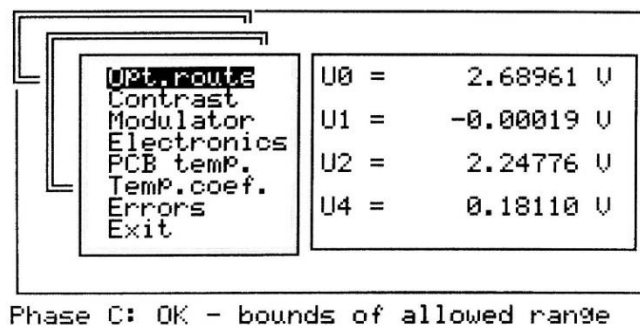 Opt.route
Contrast
Modulator
Electronics
PCB temp.
Temp.coef.
Errors
Exit
U0 = 2.68961 V
U1 = -0.00019 V
U2 = 2.24776 V
U4 = 0.18110 V
Phase C: OK - bounds of allowed range